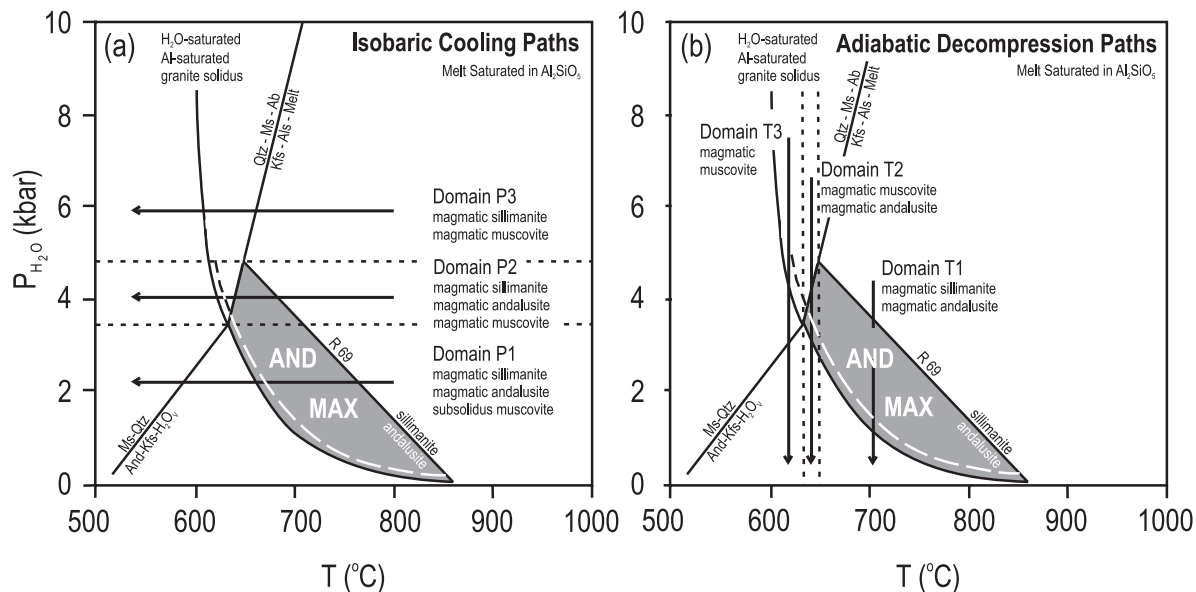 (a)
H₂O-saturated
Al-saturated
granite solidus
Isobaric Cooling Paths
Melt Saturated in Al₂SiO₅
Qtz - Ms - Ab
Kfs - Als - Melt
Domain P3
magmatic sillimanite
magmatic muscovite
Domain P2
magmatic sillimanite
magmatic andalusite
magmatic muscovite
Domain P1
magmatic sillimanite
magmatic andalusite
subsolidus muscovite
AND
MAX
R 69
sillimanite
andalusite
Ms-Qtz
And-Kfs-H₂Oᵥ
P H₂O (kbar)
10
8
6
4
2
0
500
600
700
800
900
1000
T (°C)
(b)
H₂O-saturated
Al-saturated
granite solidus
Adiabatic Decompression Paths
Melt Saturated in Al₂SiO₅
Qtz - Ms - Ab
Kfs - Als - Melt
Domain T3
magmatic
muscovite
Domain T2
magmatic muscovite
magmatic andalusite
Domain T1
magmatic sillimanite
magmatic andalusite
AND
MAX
R 69
sillimanite
andalusite
Ms-Qtz
And-Kfs-H₂Oᵥ
10
8
6
4
2
0
500
600
700
800
900
1000
T (°C)